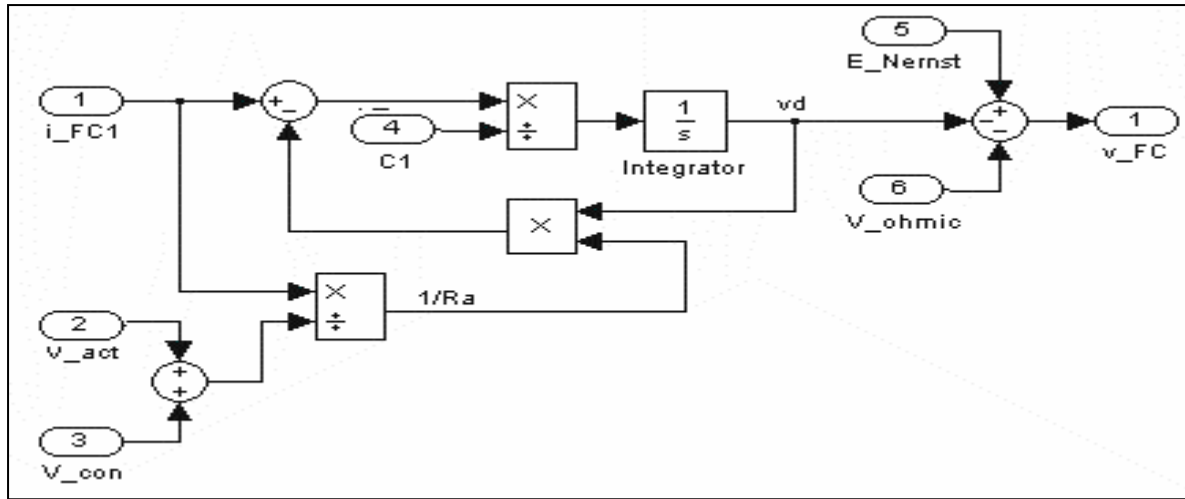 5
E_Nernst
1
i_FC1
+
-
4
C1
×
÷
1
s
Integrator
vd
-
+
-
1
v_FC
6
V_ohmic
×
×
÷
1/Ra
2
V_act
+
+
3
V_con